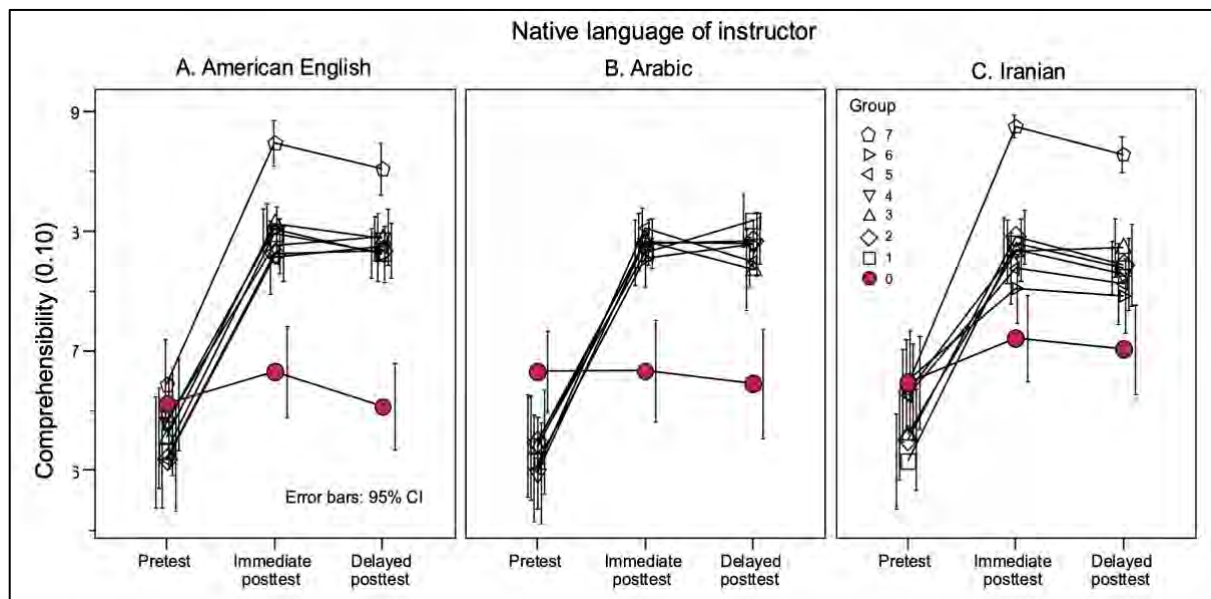 Native language of instructor
A. American English
B. Arabic
C. Iranian
Comprehensibility (0.10)
9
3
7
Error bars: 95% CI
Group
7
6
5
4
3
2
1
0
Pretest
Immediate
posttest
Delayed
posttest
Pretest
Immediate
posttest
Delayed
posttest
Pretest
Immediate
posttest
Delayed
posttest